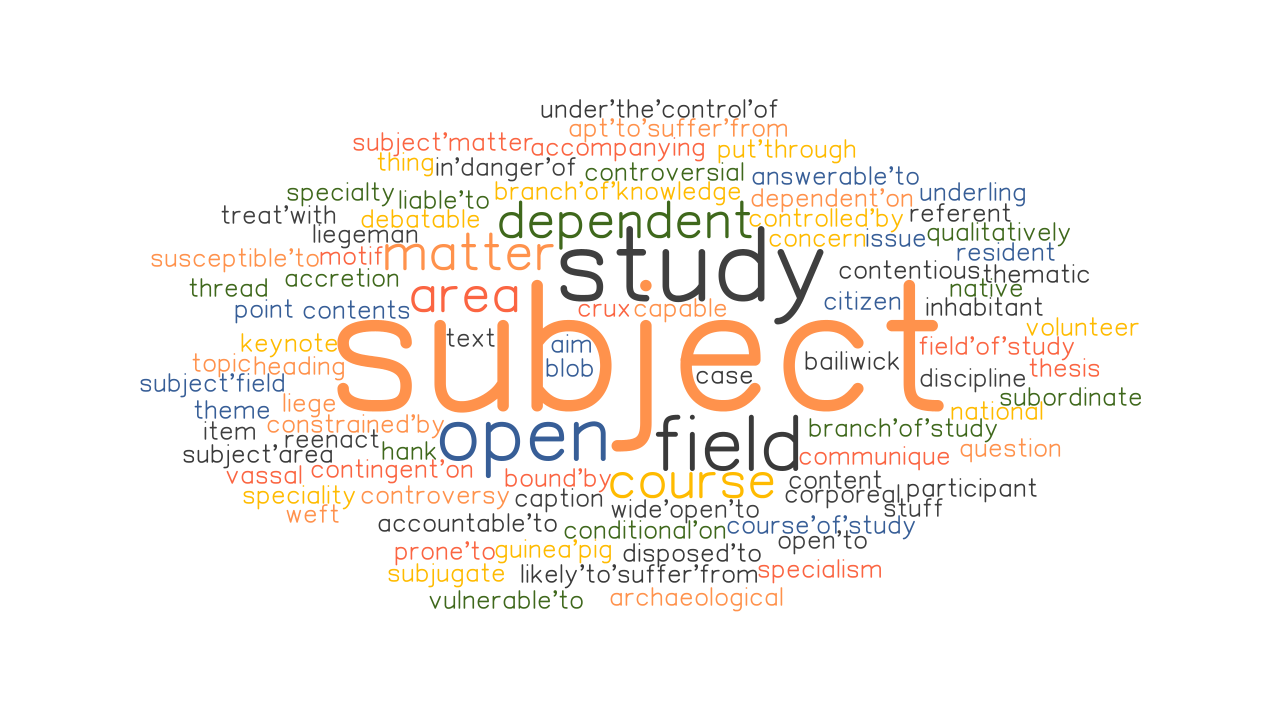 under'the'control'of
apt'to'suffer'from
subject'matter
accompanying
put'through
thing
in'danger'of
controversial
answerable'to
specialty
liable'to
branch'of'knowledge
dependent'on
underling
treat'with
debatable
dependent
controlled'by
referent
liegeman
matter
study
concern
issue
qualitatively
susceptible'to
motif
resident
thread
accretion
area
contentious
thematic
native
point
contents
crux
capable
citizen
inhabitant
subject
volunteer
keynote
text
aim
field'of'study
topic
heading
blob
case
bailiwick
thesis
subject'field
discipline
subordinate
theme
liege
national
item
constrained'by
reenact
open
field
branch'of'study
subject'area
hank
communique
question
vassal
contingent'on
bound'by
course
content
speciality
controversy
caption
corporeal
participant
weft
wide'open'to
stuff
accountable'to
conditional'on
course'of'study
open'to
prone'to
guinea'pig
disposed'to
subjugate
likely'to'suffer'from
specialism
vulnerable'to
archaeological